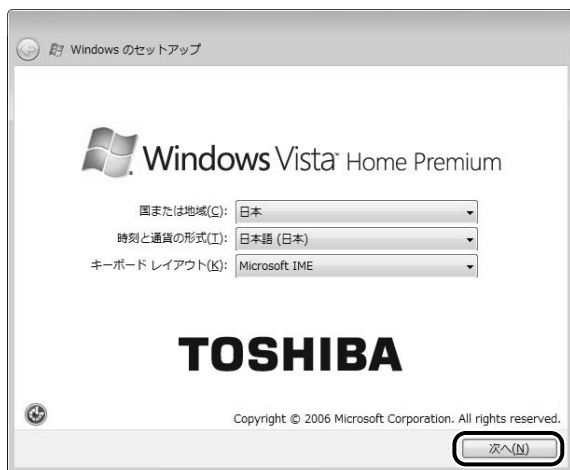 Windows のセットアップ
Windows Vista™ Home Premium
国または地域(C): 日本
時刻と通貨の形式(T): 日本語 (日本)
キーボード レイアウト(K): Microsoft IME
TOSHIBA
Copyright © 2006 Microsoft Corporation. All rights reserved.
次へ(N)